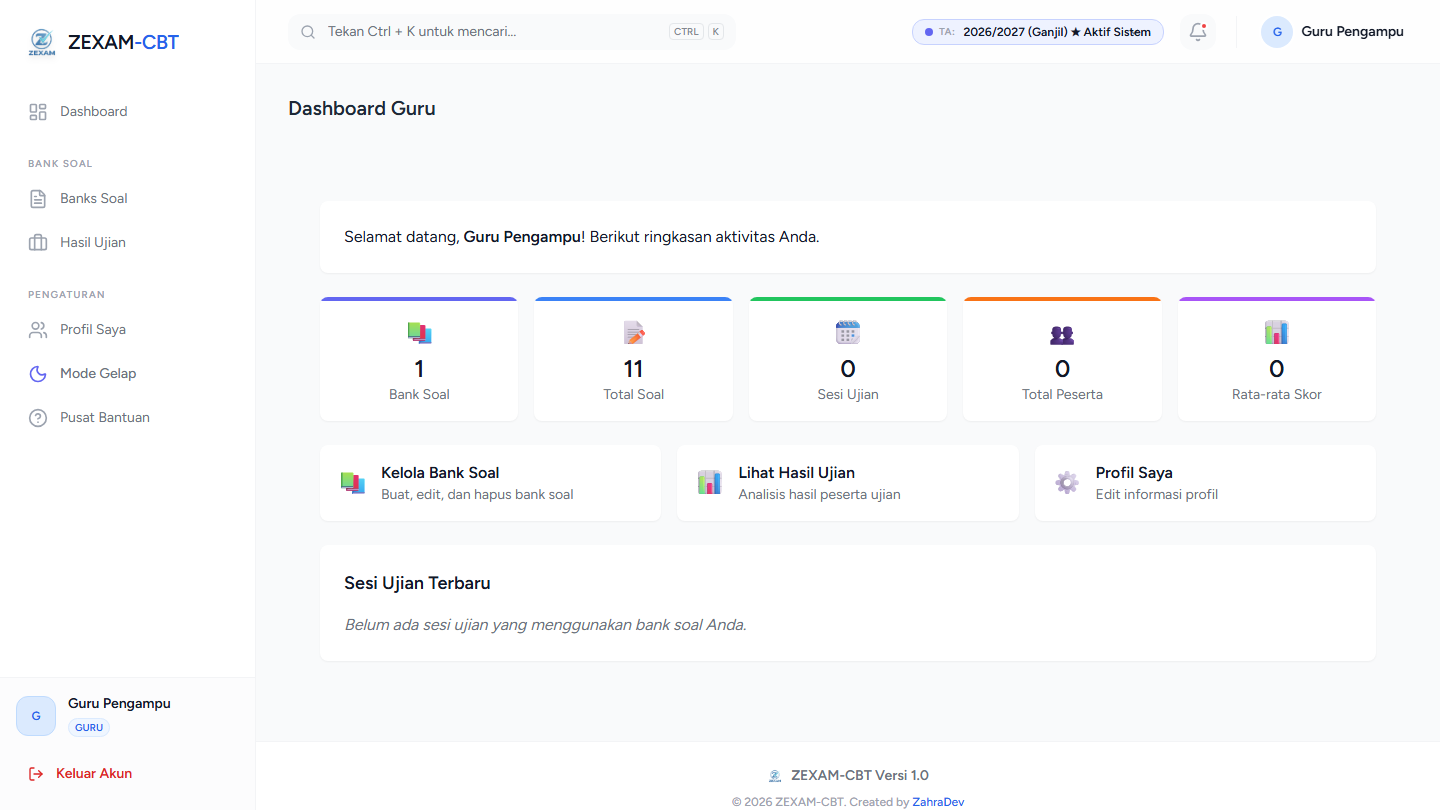 ZEXAM
ZEXAM-CBT
Tekan Ctrl + K untuk mencari...
CTRL K
TA: 2026/2027 (Ganjil) ★ Aktif Sistem
G Guru Pengampu
Dashboard
BANK SOAL
Banks Soal
Hasil Ujian
PENGATURAN
Profil Saya
Mode Gelap
Pusat Bantuan
G
Guru Pengampu
GURU
Keluar Akun
Dashboard Guru
Selamat datang, Guru Pengampu! Berikut ringkasan aktivitas Anda.
1
Bank Soal
11
Total Soal
0
Sesi Ujian
0
Total Peserta
0
Rata-rata Skor
Kelola Bank Soal
Buat, edit, dan hapus bank soal
Lihat Hasil Ujian
Analisis hasil peserta ujian
Profil Saya
Edit informasi profil
Sesi Ujian Terbaru
Belum ada sesi ujian yang menggunakan bank soal Anda.
ZEXAM-CBT Versi 1.0
© 2026 ZEXAM-CBT. Created by ZahraDev